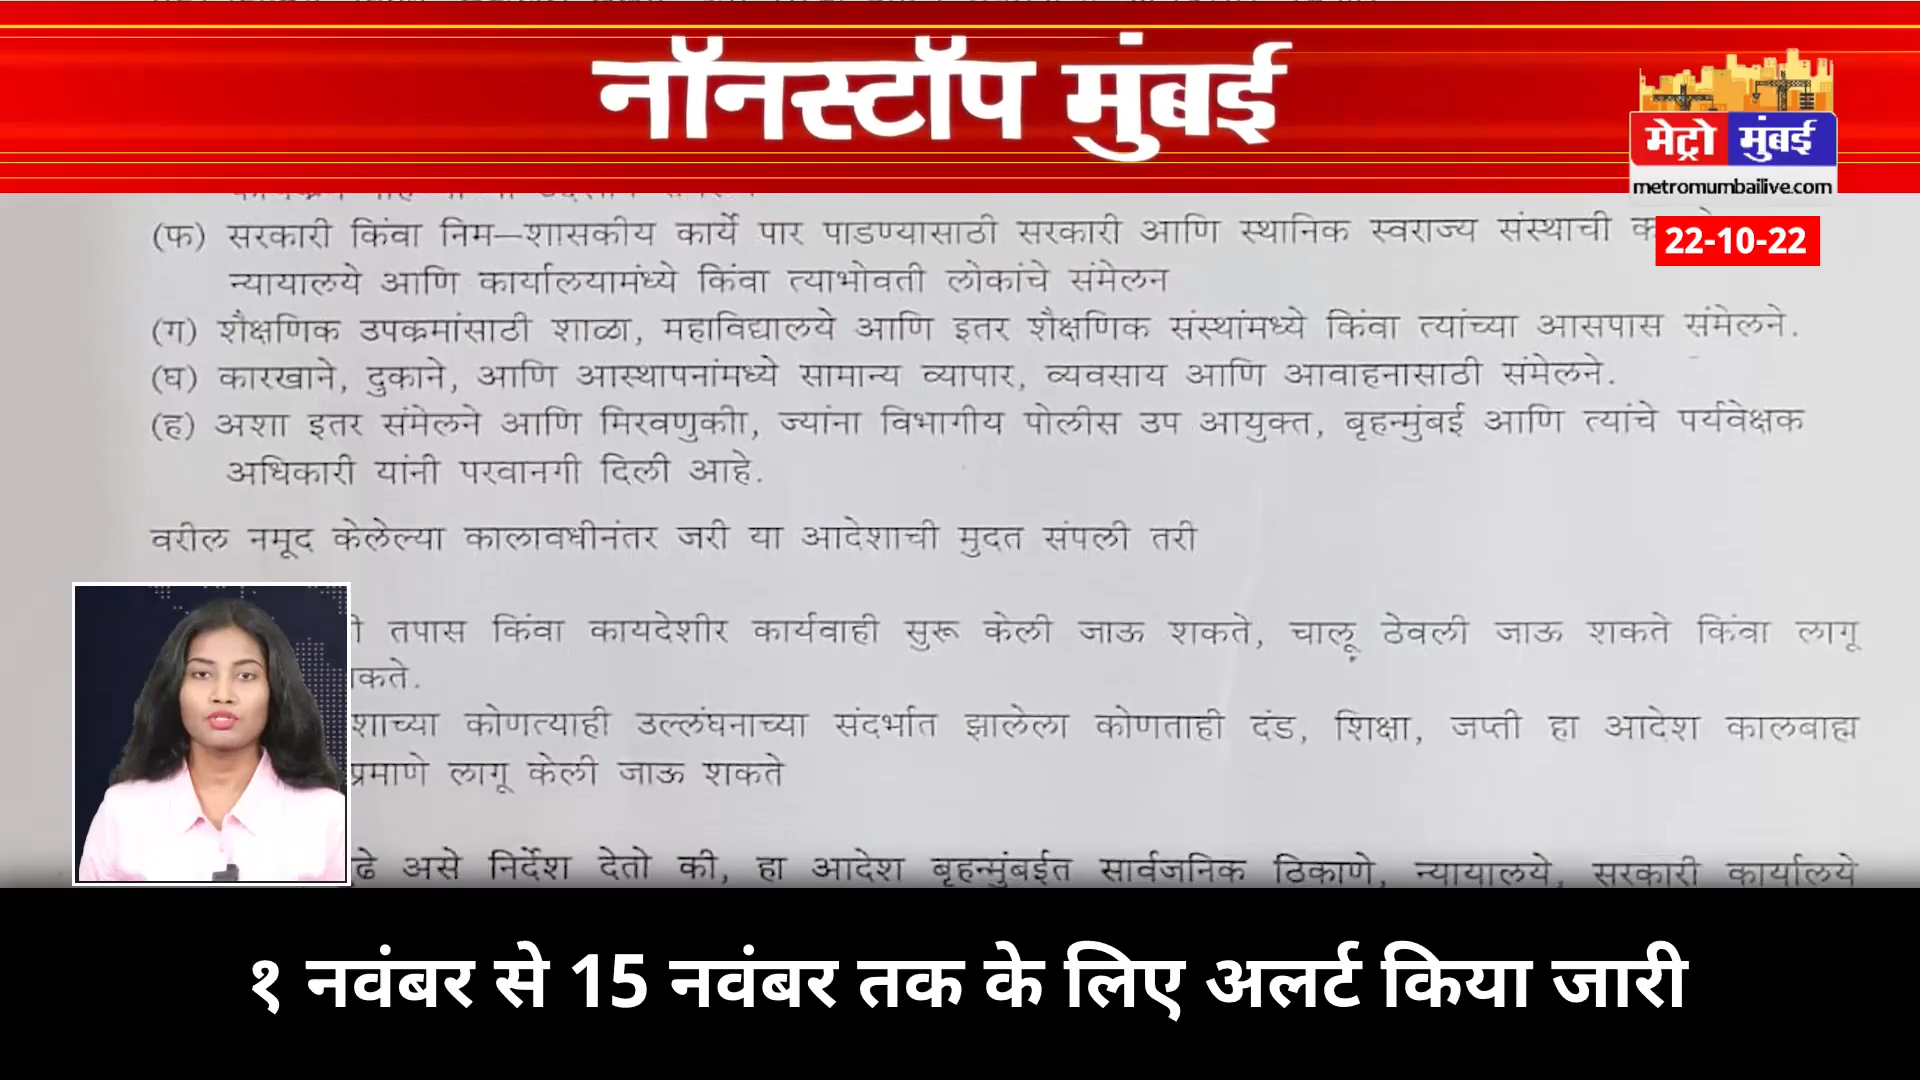 नॉनस्टॉप मुंबई
मेट्रो मुंबई
metromumbailive.com
22-10-22
(फ) सरकारी किंवा निम–शासकीय कार्ये पार पाडण्यासाठी सरकारी आणि स्थानिक स्वराज्य संस्थाची
न्यायालये आणि कार्यालयामंध्ये किंवा त्याभोवती लोकांचे संमेलन
(ग) शैक्षणिक उपक्रमांसाठी शाळा, महाविद्यालये आणि इतर शैक्षणिक संस्थांमध्ये किंवा त्यांच्या आसपास संमेलने.
(घ) कारखाने, दुकाने, आणि आस्थापनांमध्ये सामान्य व्यापार, व्यवसाय आणि आवाहनासाठी संमेलने.
(ह) अशा इतर संमेलने आणि मिरवणुकीा, ज्यांना विभागीय पोलीस उप आयुक्त, बृहन्मुंबई आणि त्यांचे पर्यवेक्षक
अधिकारी यांनी परवानगी दिली आहे.
वरील नमूद केलेल्या कालावधीनंतर जरी या आदेशाची मुदत संपली तरी
तपास किंवा कायदेशीर कार्यवाही सुरू केली जाऊ शकते, चालू ठेवली जाऊ शकते किंवा लागू
कते.
शाच्या कोणत्याही उल्लंघनाच्या संदर्भात झालेला कोणताही दंड, शिक्षा, जप्ती हा आदेश कालबाह्य
प्रमाणे लागू केली जाऊ शकते
ढे असे निर्देश देतो की, हा आदेश बृहन्मुंबईत सार्वजनिक ठिकाणे, न्यायालये, सरकारी कार्यालये
१ नवंबर से 15 नवंबर तक के लिए अलर्ट किया जारी